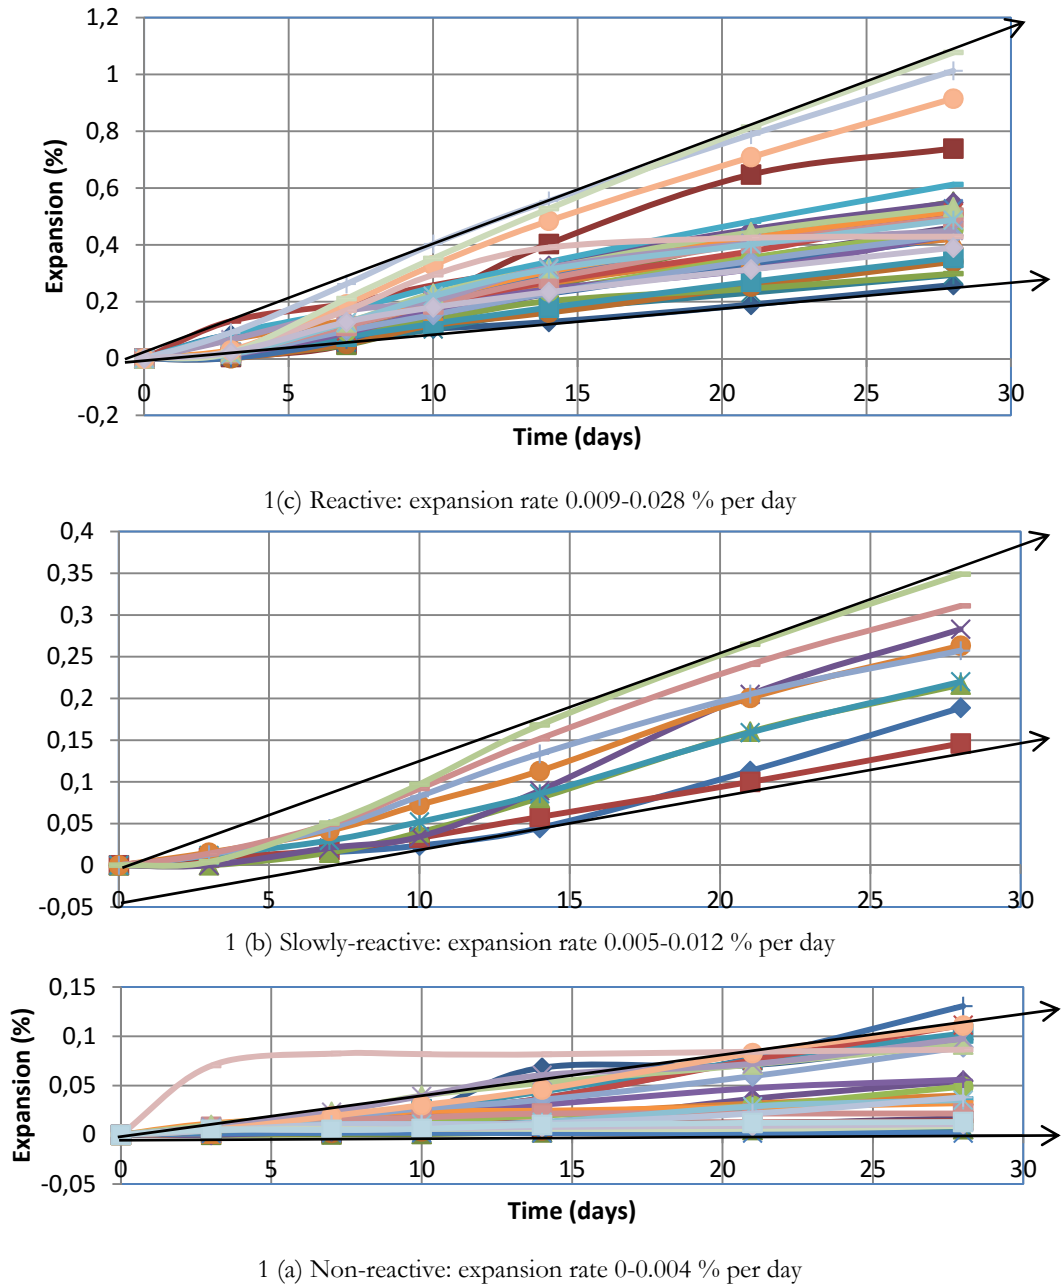 1,2
1
0,8
0,6
0,4
0,2
0
-0,2
Expansion (%)
0 5 10 15 20 25 30
Time (days)
1(c) Reactive: expansion rate 0.009-0.028 % per day
0,4
0,35
0,3
0,25
0,2
0,15
0,1
0,05
0
-0,05
0 5 10 15 20 25 30
1 (b) Slowly-reactive: expansion rate 0.005-0.012 % per day
0,15
0,1
0,05
0
-0,05
Expansion (%)
0 5 10 15 20 25 30
Time (days)
1 (a) Non-reactive: expansion rate 0-0.004 % per day